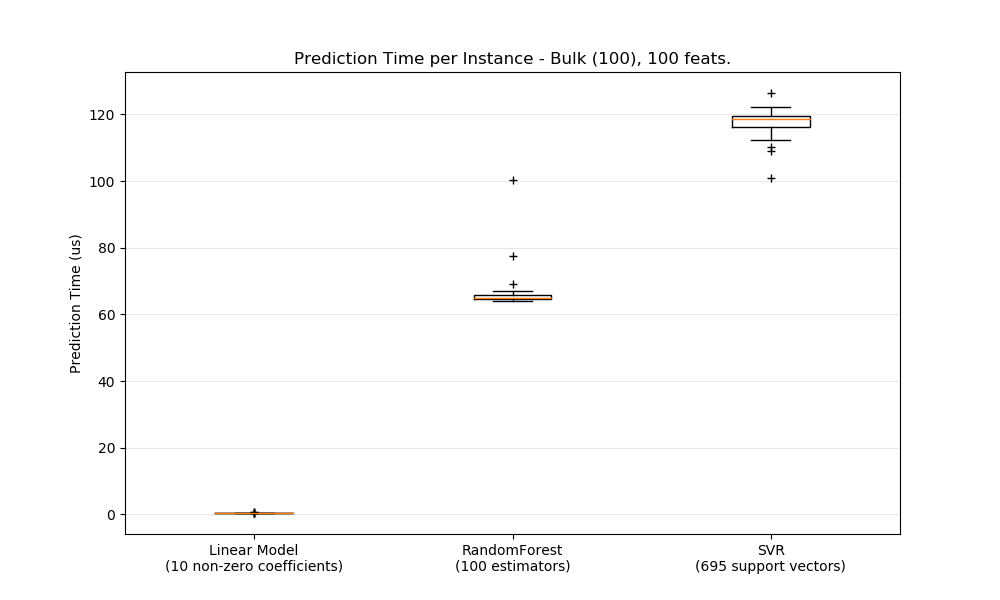 Prediction Time per Instance - Bulk (100), 100 feats.
Prediction Time (us)
120
100
80
60
40
20
0
Linear Model
(10 non-zero coefficients)
RandomForest
(100 estimators)
SVR
(695 support vectors)